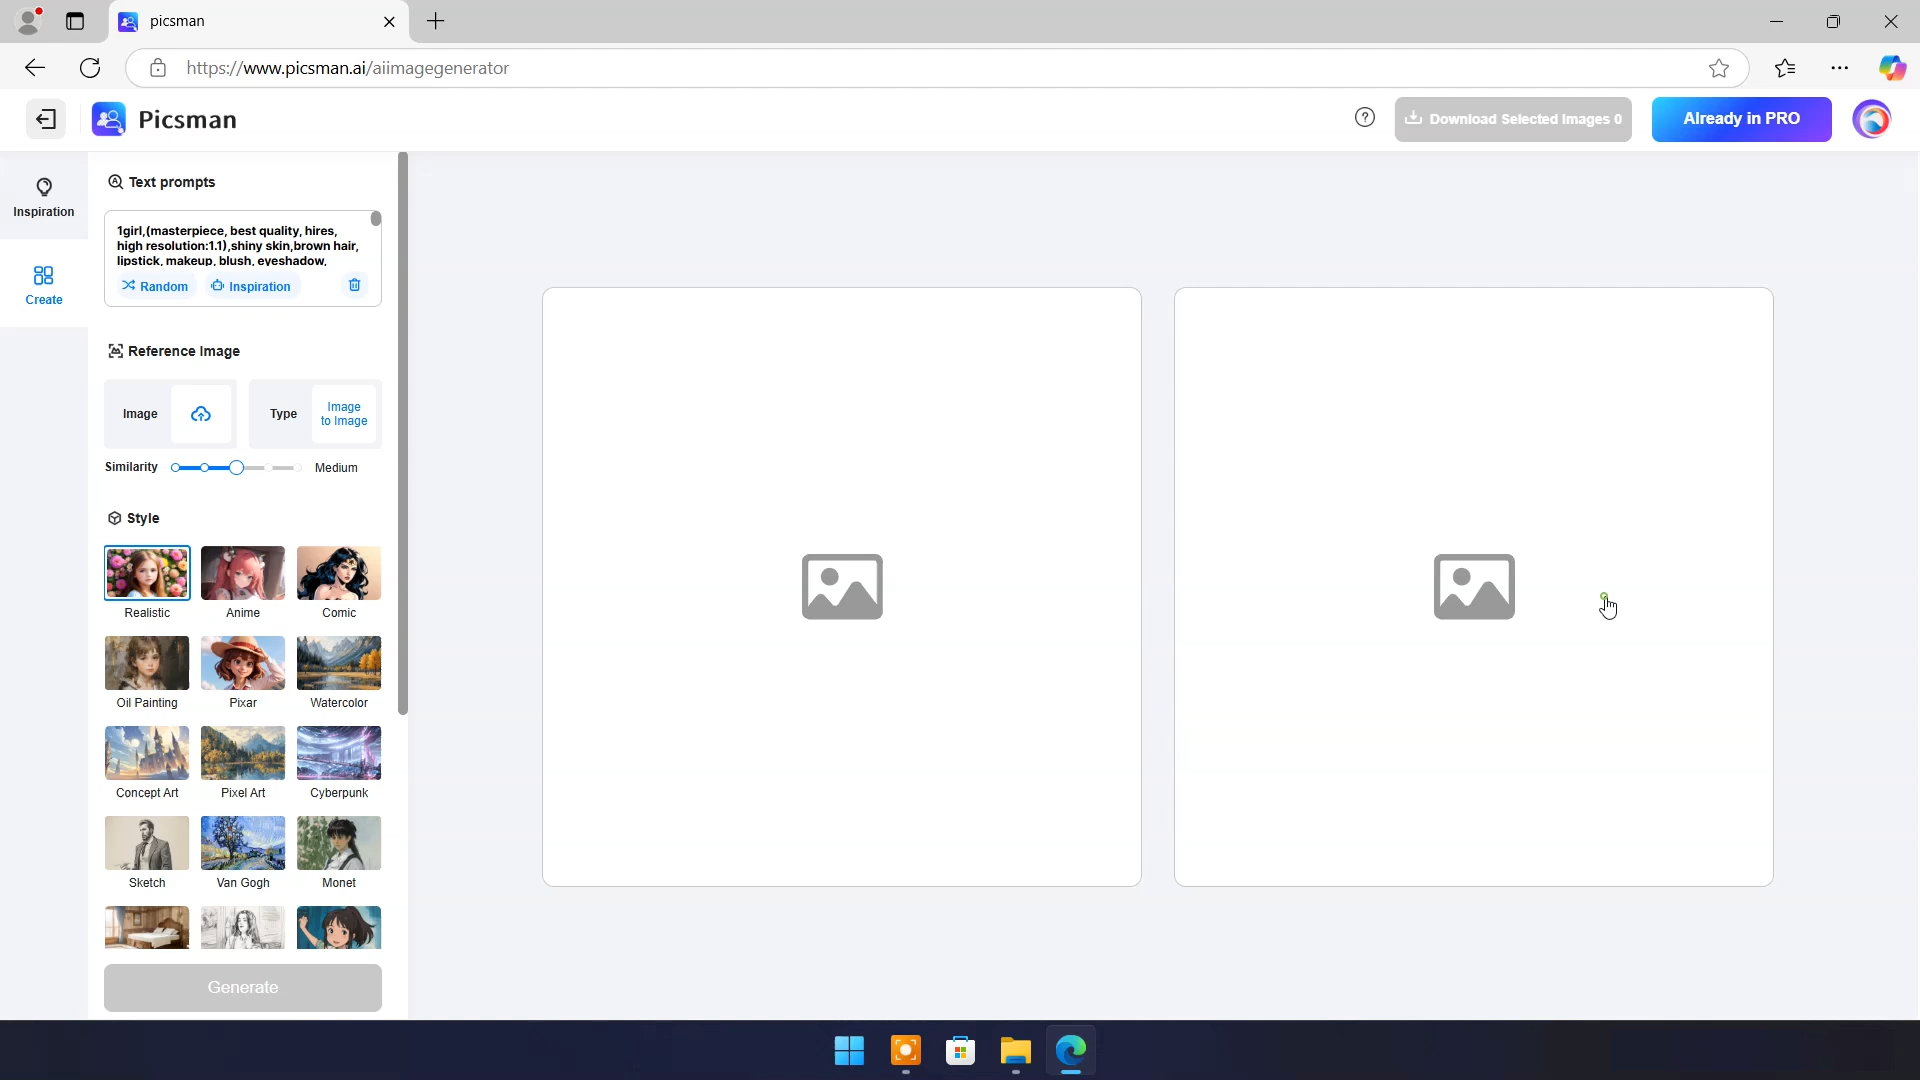 picsman
https://www.picsman.ai/aiimagegenerator
Picsman
Download Selected Images 0
Already in PRO
Inspiration
Create
Text prompts
1girl,(masterpiece, best quality, hires,
high resolution:1.1),shiny skin,brown hair,
lipstick, makeup, blush, eyeshadow,
Random
Inspiration
Reference Image
Image
Type
Image
to Image
Similarity
Medium
Style
Realistic
Anime
Comic
Oil Painting
Pixar
Watercolor
Concept Art
Pixel Art
Cyberpunk
Sketch
Van Gogh
Monet
Generate